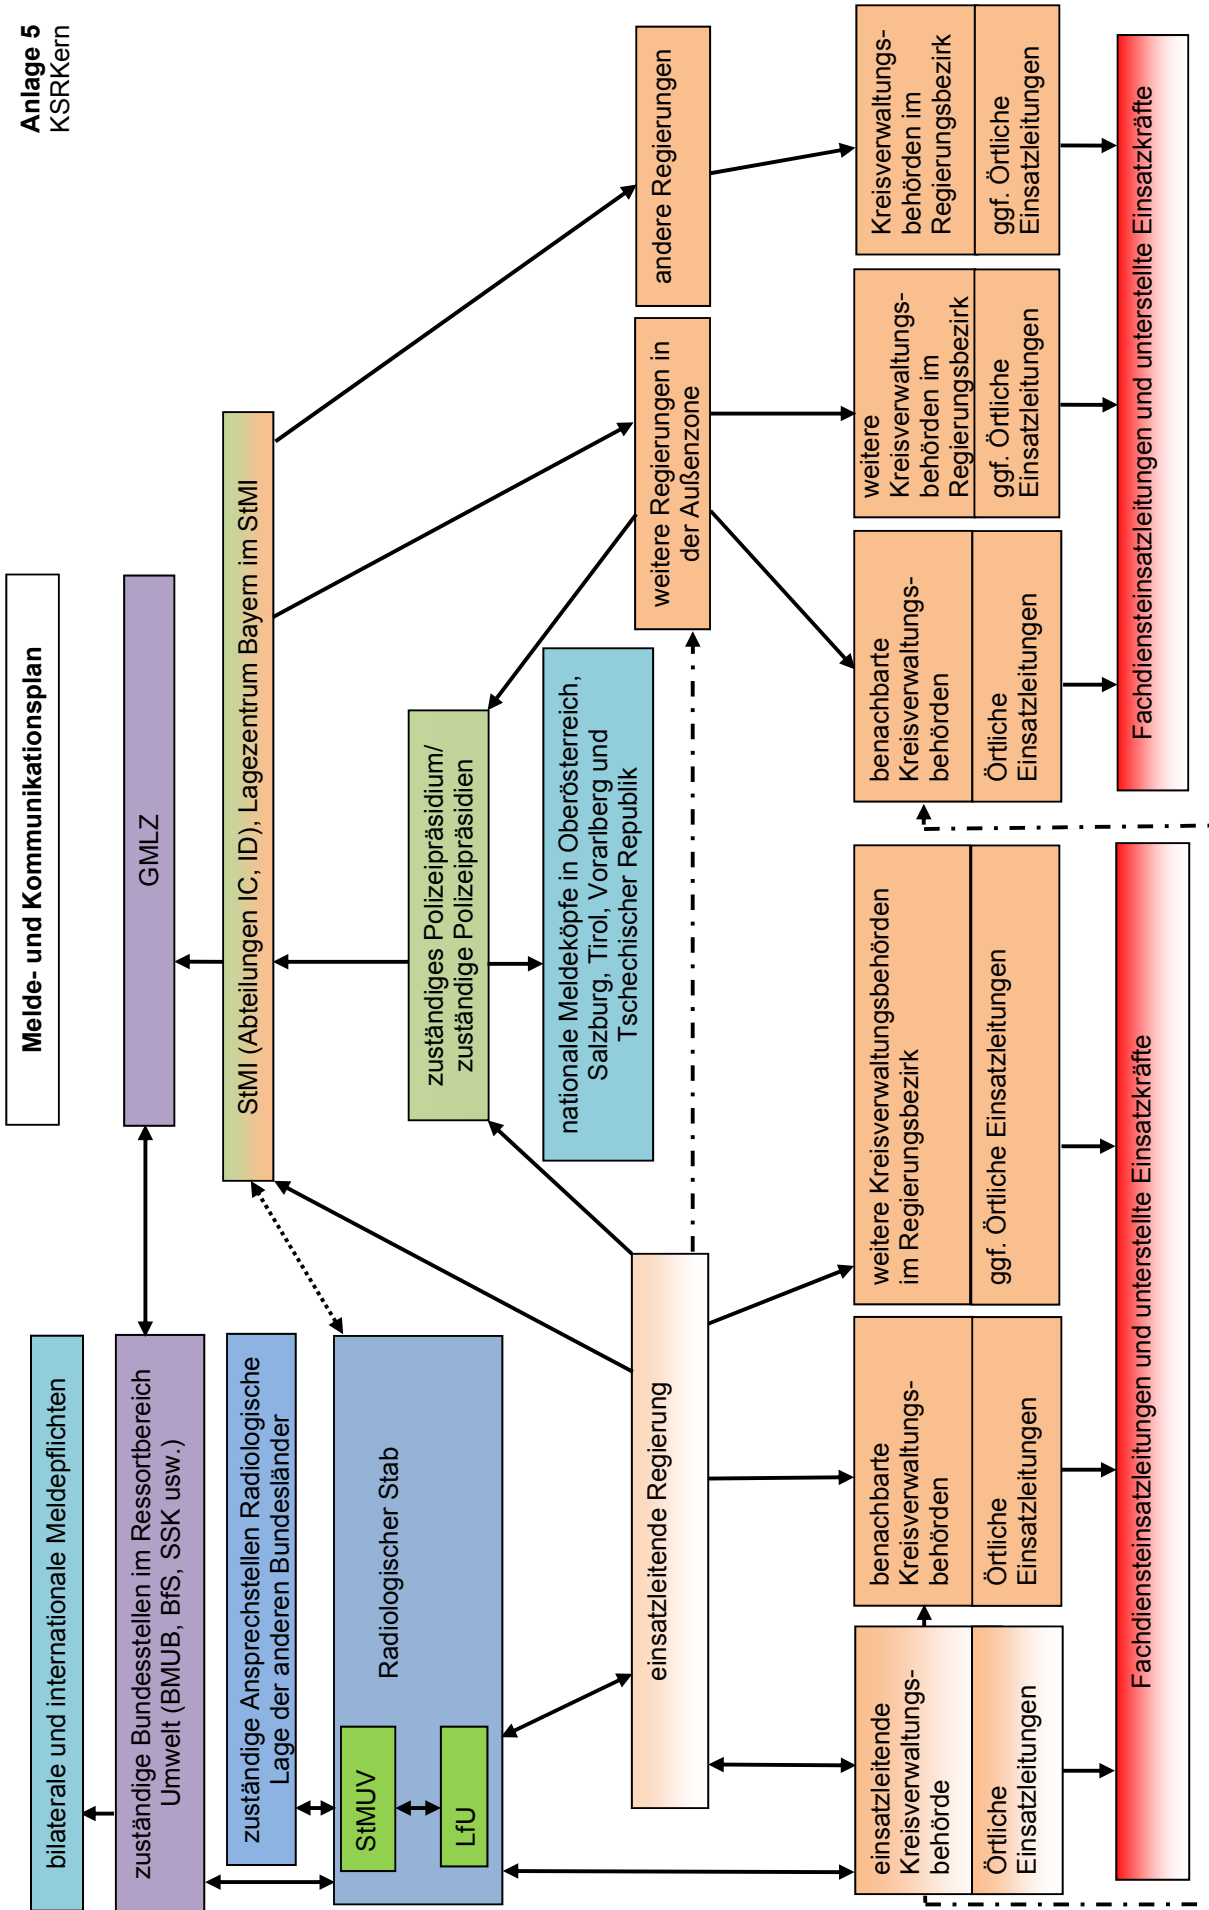 Anlage 5
KSRKern
Melde- und Kommunikationsplan
bilaterale und internationale Meldepflichten
zuständige Bundesstellen im Ressortbereich
Umwelt (BMUB, BfS, SSK usw.)
GMLZ
zuständige Ansprechstellen Radiologische
Lage der anderen Bundesländer
StMI (Abteilungen IC, ID), Lagezentrum Bayern im StMI
Radiologischer Stab
StMUV
LfU
zuständiges Polizeipräsidium/
zuständige Polizeipräsidien
nationale Meldeköpfe in Oberösterreich,
Salzburg, Tirol, Vorarlberg und
Tschechischer Republik
einsatzleitende Regierung
weitere Regierungen in
der Außenzone
andere Regierungen
einsatzleitende
Kreisverwaltungs-
behörde
Örtliche
Einsatzleitungen
benachbarte
Kreisverwaltungs-
behörden
Örtliche
Einsatzleitungen
weitere Kreisverwaltungsbehörden
im Regierungsbezirk
ggf. Örtliche Einsatzleitungen
benachbarte
Kreisverwaltungs-
behörden
Örtliche
Einsatzleitungen
weitere
Kreisverwaltungs-
behörden im
Regierungsbezirk
ggf. Örtliche
Einsatzleitungen
Kreisverwaltungs-
behörden im
Regierungsbezirk
ggf. Örtliche
Einsatzleitungen
Fachdiensteinsatzleitungen und unterstellte Einsatzkräfte
Fachdiensteinsatzleitungen und unterstellte Einsatzkräfte